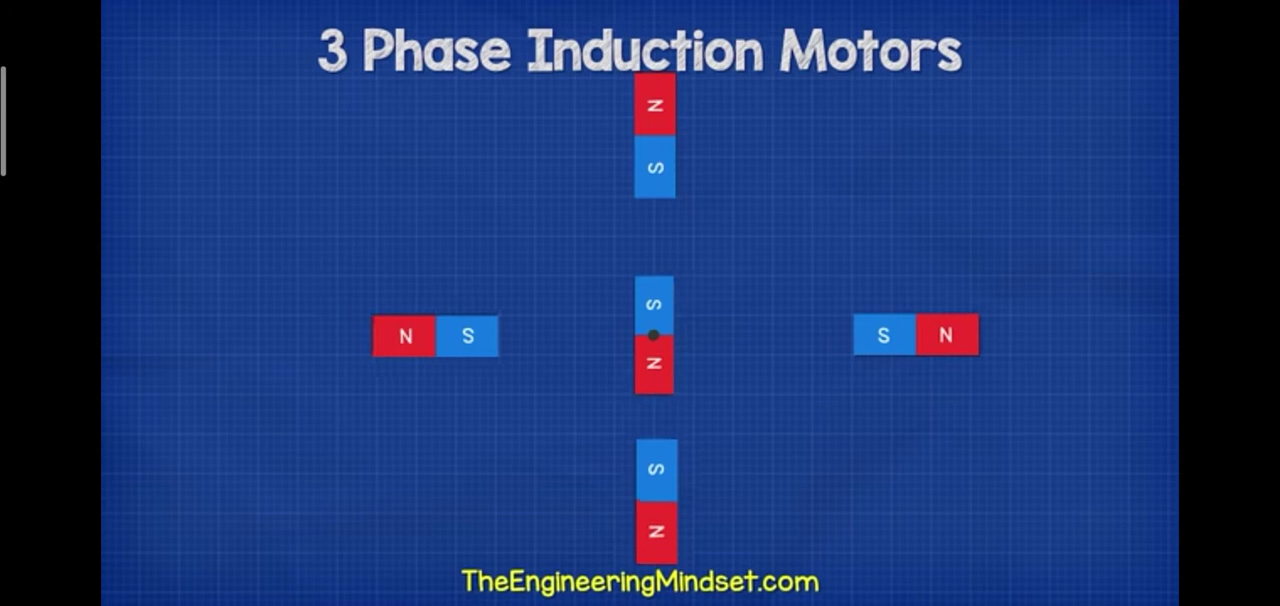 3 Phase Induction Motors
N
S
S
N
N S
S N
S
N
TheEngineeringMindset.com